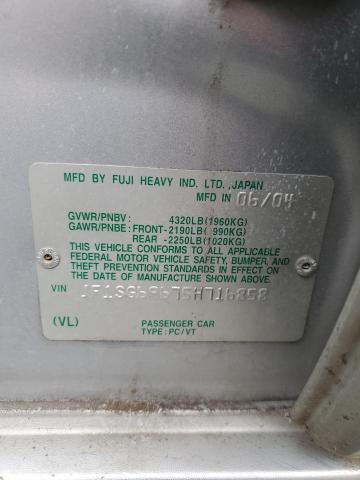 MFD BY FUJI HEAVY IND. LTD.,JAPAN
MFD IN 06/04
GVWR/PNBV: 4320LB(1960KG)
GAWR/PNBE: FRONT-2190LB( 990KG)
REAR -2250LB(1020KG)
THIS VEHICLE CONFORMS TO ALL APPLICABLE
FEDERAL MOTOR VEHICLE SAFETY, BUMPER, AND
THEFT PREVENTION STANDARDS IN EFFECT ON
THE DATE OF MANUFACTURE SHOWN ABOVE.
VIN
(VL) PASSENGER CAR
TYPE: PC/VT